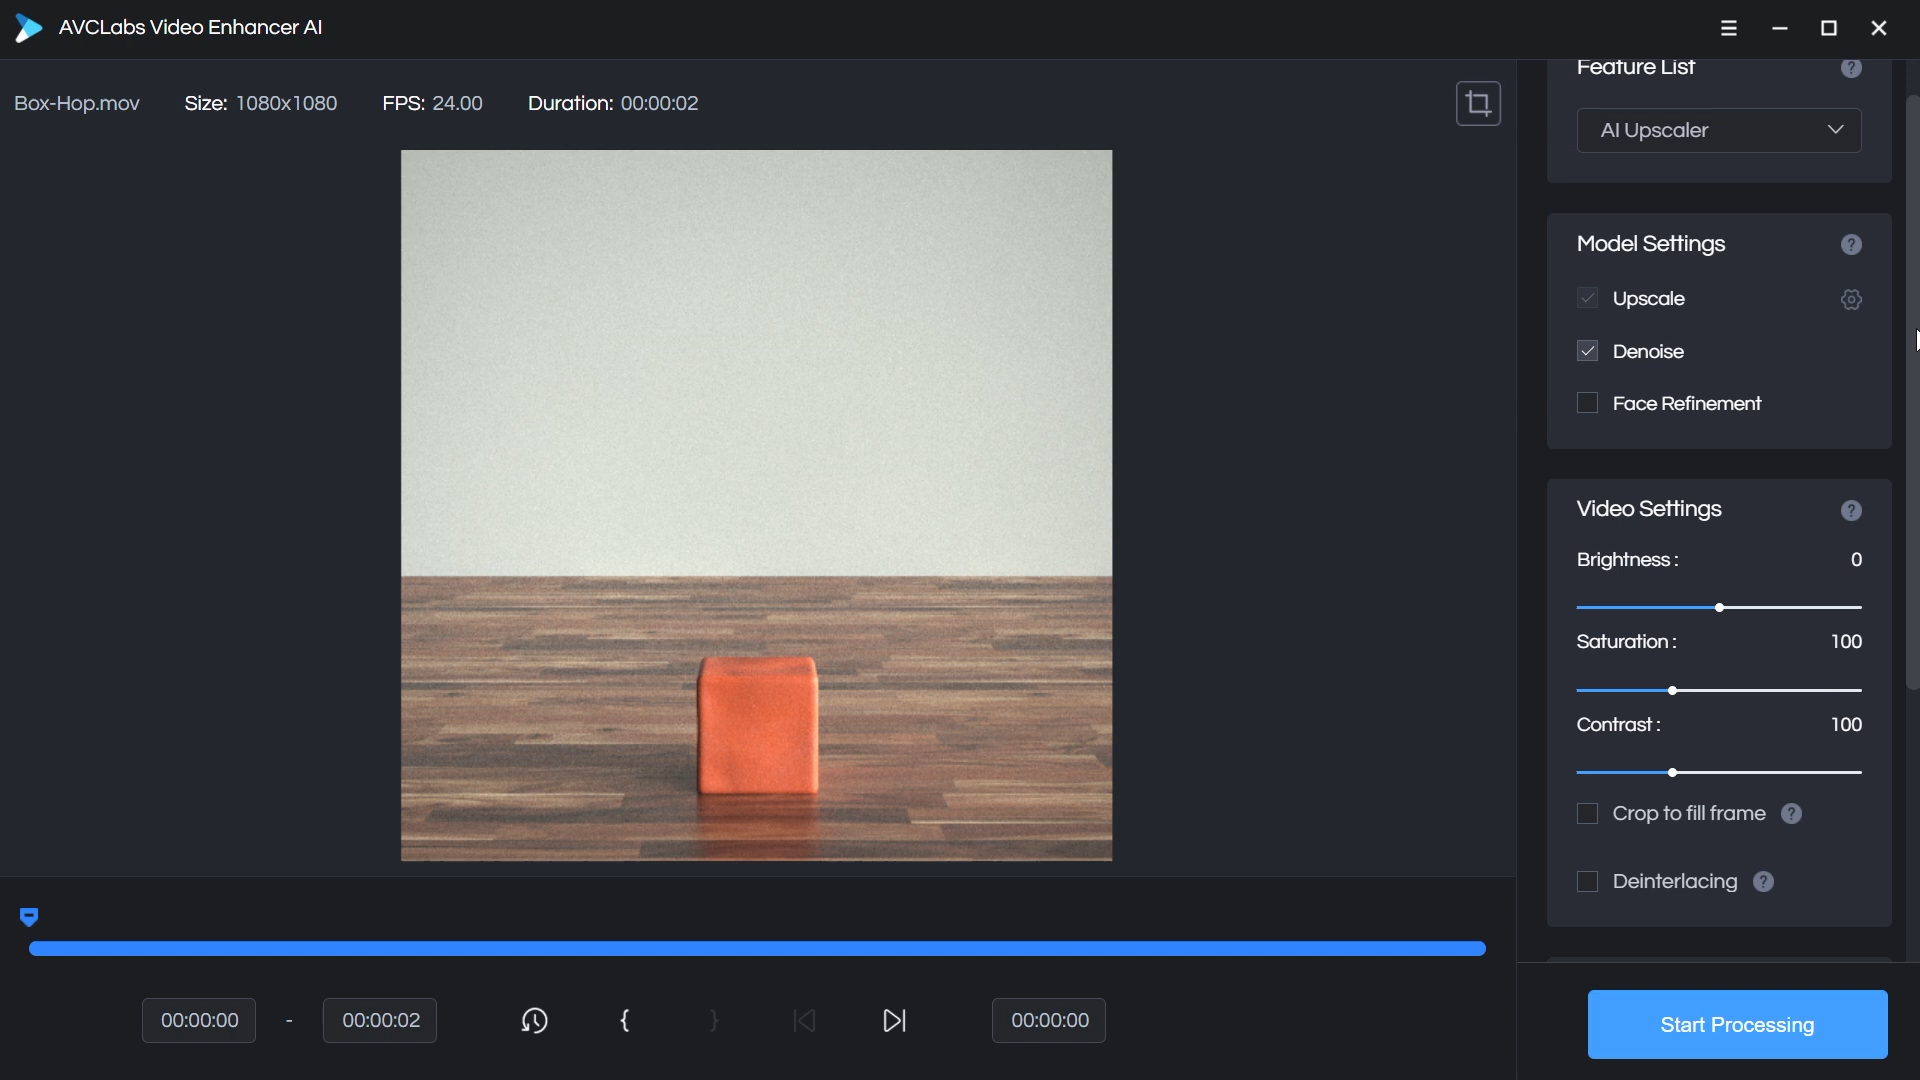 AVCLabs Video Enhancer AI
Box-Hop.mov Size: 1080x1080 FPS: 24.00 Duration: 00:00:02
Feature List
AI Upscaler
Model Settings
Upscale
Denoise
Face Refinement
Video Settings
Brightness : 0
Saturation : 100
Contrast : 100
Crop to fill frame
Deinterlacing
00:00:00 - 00:00:02 { } 00:00:00
Start Processing